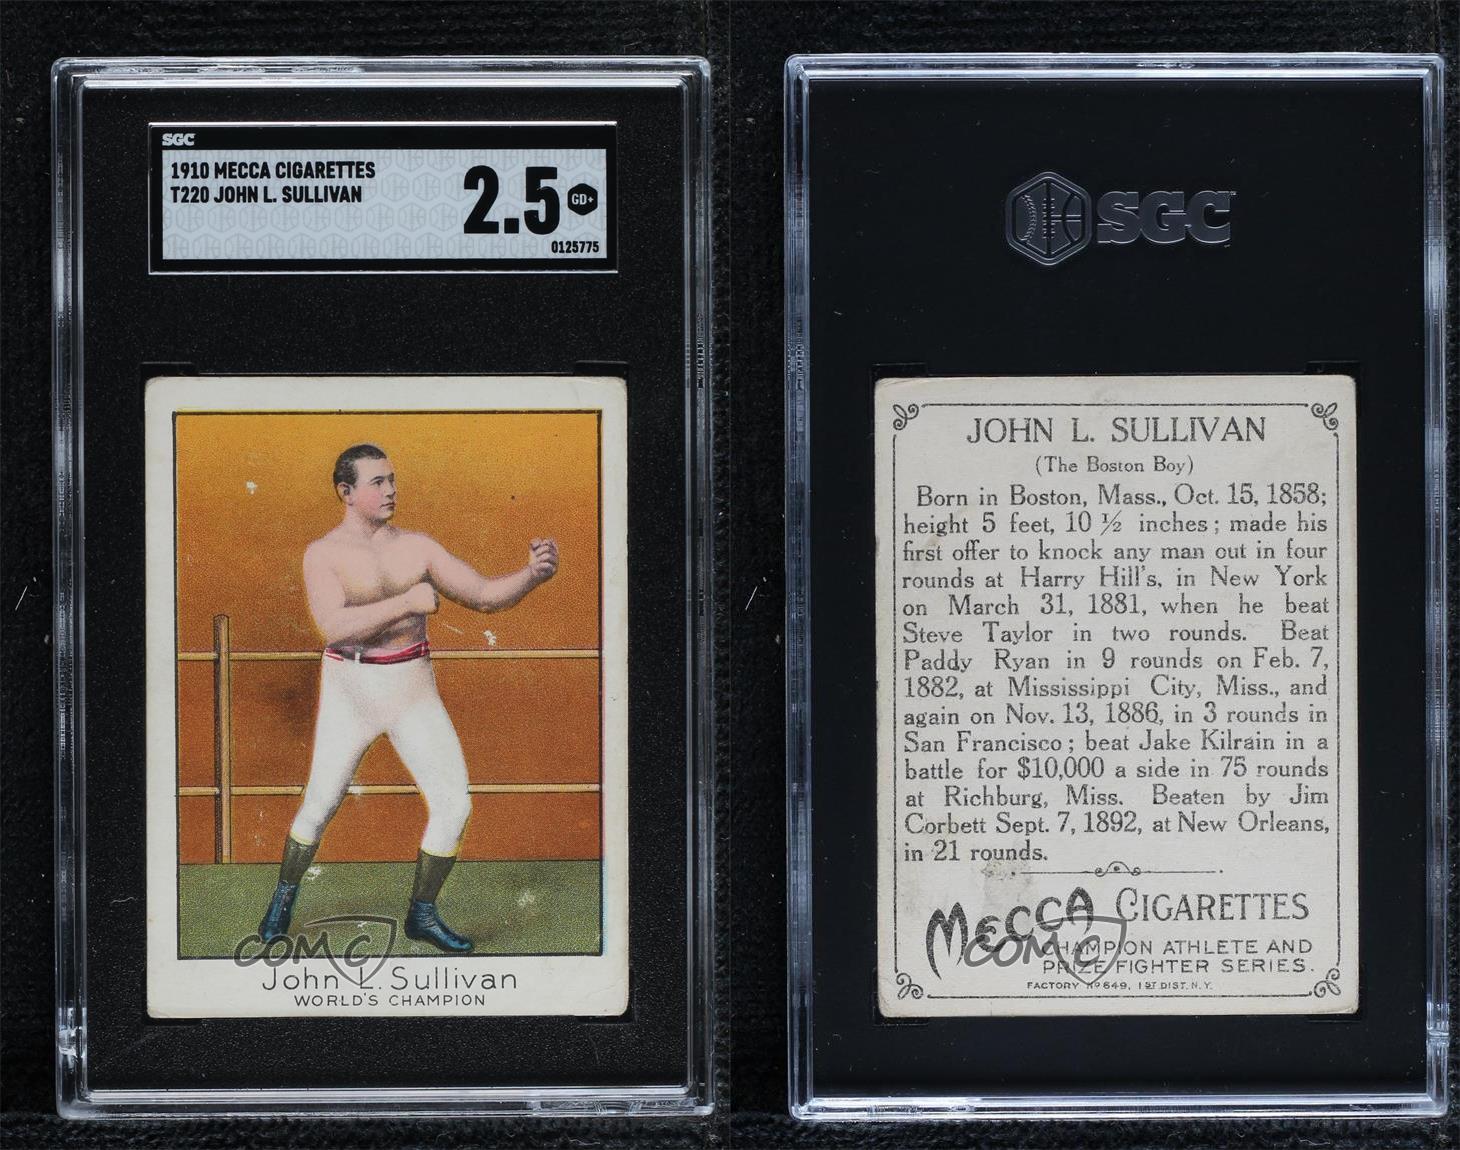 SGC
1910 MECCA CIGARETTES
T220 JOHN L. SULLIVAN
2.5
GD+
0125775
COMC
John L. Sullivan
WORLD'S CHAMPION
SGC
JOHN L. SULLIVAN
(The Boston Boy)
Born in Boston, Mass., Oct. 15, 1858;
height 5 feet, 10 ½ inches; made his
first offer to knock any man out in four
rounds at Harry Hill's, in New York
on March 31, 1881, when he beat
Steve Taylor in two rounds. Beat
Paddy Ryan in 9 rounds on Feb. 7,
1882, at Mississippi City, Miss., and
again on Nov. 13, 1886, in 3 rounds in
San Francisco; beat Jake Kilrain in a
battle for $10,000 a side in 75 rounds
at Richburg, Miss. Beaten by Jim
Corbett Sept. 7, 1892, at New Orleans,
in 21 rounds.
MECCA CIGARETTES
COMC
CHAMPION ATHLETE AND
PRIZE FIGHTER SERIES.
FACTORY Nº 649, 1ST DIST. N.Y.